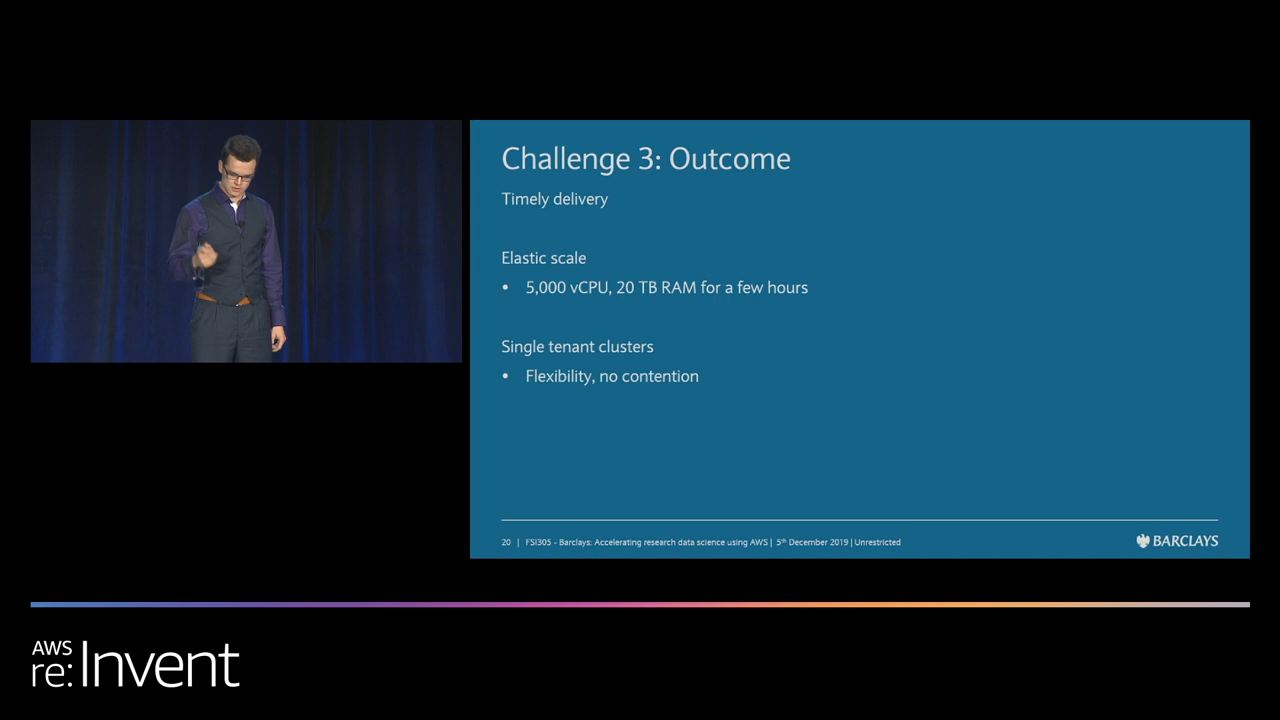 Challenge 3: Outcome
Timely delivery
Elastic scale
• 5,000 vCPU, 20 TB RAM for a few hours
Single tenant clusters
• Flexibility, no contention
20 | FSI305 - Barclays: Accelerating research data science using AWS | 5th December 2019 | Unrestricted
BARCLAYS
AWS
re:Invent